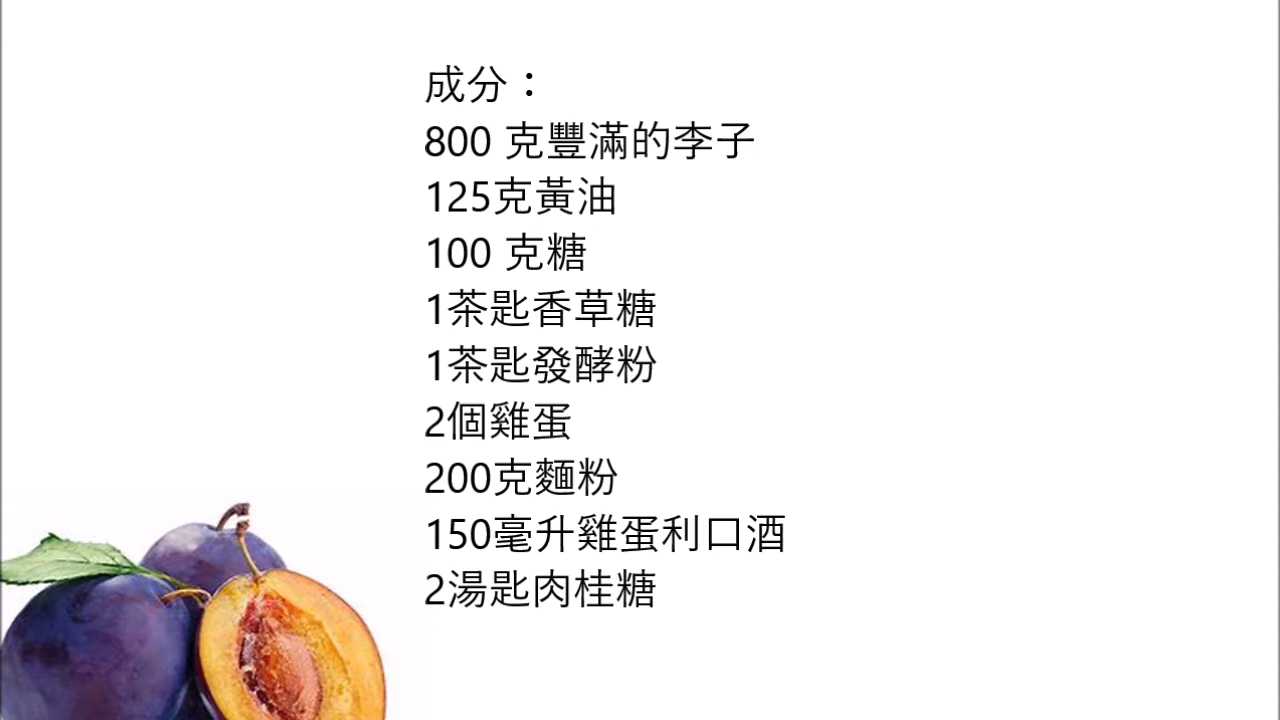 成分：
800 克豐滿的李子
125克黃油
100 克糖
1茶匙香草糖
1茶匙發酵粉
2個雞蛋
200克麵粉
150毫升雞蛋利口酒
2湯匙肉桂糖